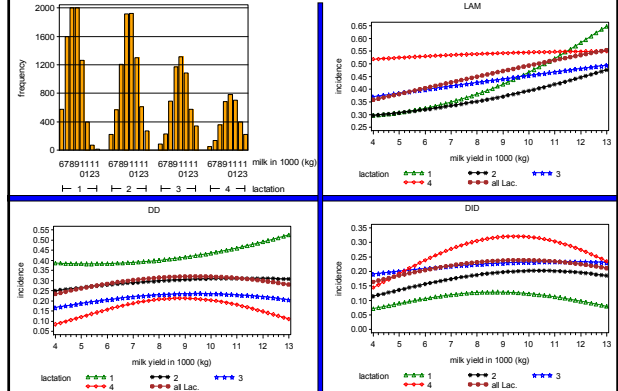 2000
1600
1200
800
400
0
frequency
67891111 67891111 67891111 67891111 milk in 1000 (kg)
0123 0123 0123 0123
1 2 3 4 lactation
LAM
0.65
0.60
0.55
0.50
0.45
0.40
0.35
0.30
0.25
incidence
4 5 6 7 8 9 10 11 12 13
milk yield in 1000 (kg)
lactation 1 2 3
4 all Lac.
DD
0.55
0.50
0.45
0.40
0.35
0.30
0.25
0.20
0.15
0.10
0.05
incidence
4 5 6 7 8 9 10 11 12 13
milk yield in 1000 (kg)
lactation 1 2 3
4 all Lac.
DID
0.35
0.30
0.25
0.20
0.15
0.10
0.05
0.00
incidence
4 5 6 7 8 9 10 11 12 13
milk yield in 1000 (kg)
lactation 1 2 3
4 all Lac.